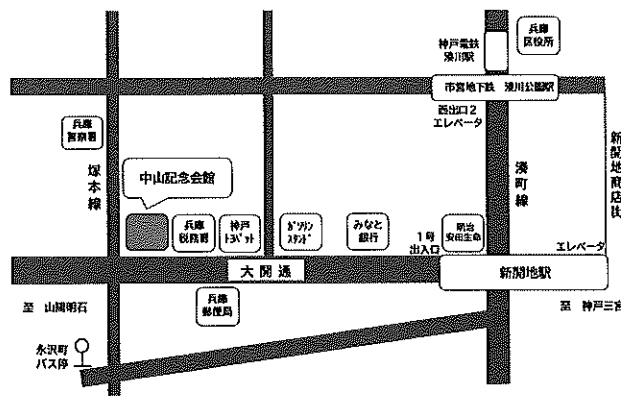 神戸電鉄
湊川駅
兵庫
区役所
市営地下鉄　湊川公園駅
西出口2
エレベータ
兵庫
警察署
塚本線
中山記念会館
湊町線
新開地商店街
兵庫
税務署
神戸
トヨペット
ガソリン
スタンド
みなと
銀行
1号
出入口
明治
安田生命
エレベータ
大開通
新開地駅
兵庫
郵便局
至　山陽明石
至　神戸三宮
永沢町
バス停